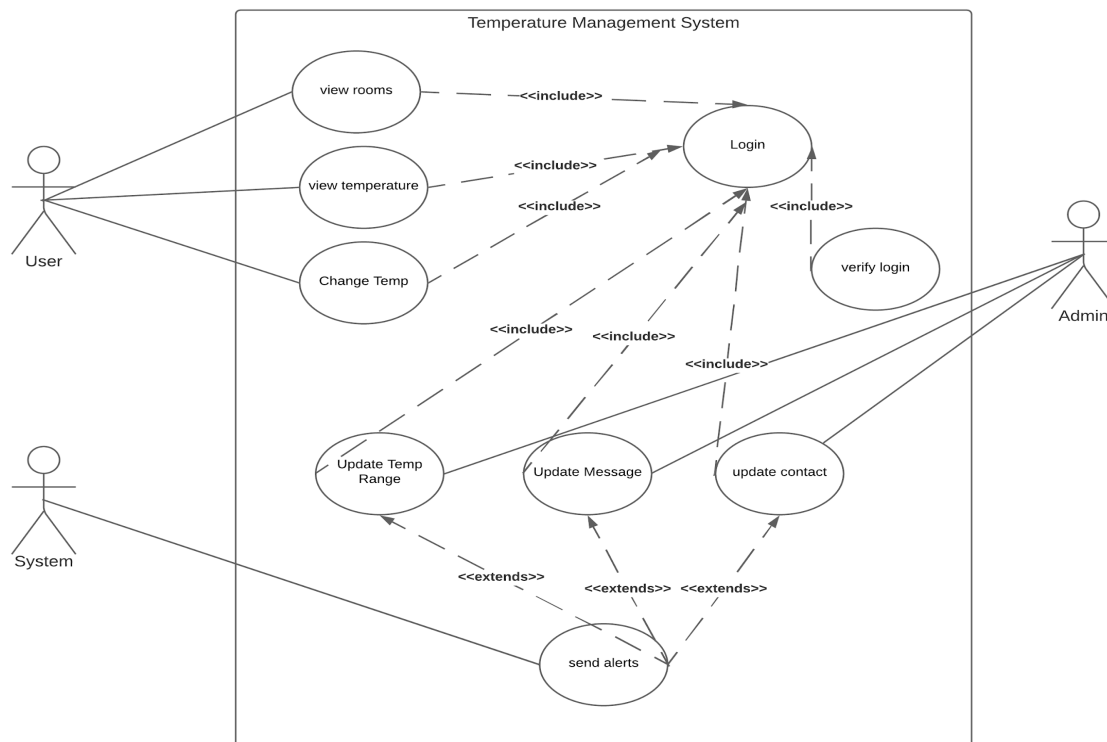 Temperature Management System
view rooms
<<include>>
Login
view temperature
<<include>>
<<include>>
<<include>>
User
Change Temp
verify login
Admin
<<include>>
<<include>>
<<include>>
Update Temp
Range
Update Message
update contact
System
<<extends>>
<<extends>>
<<extends>>
send alerts